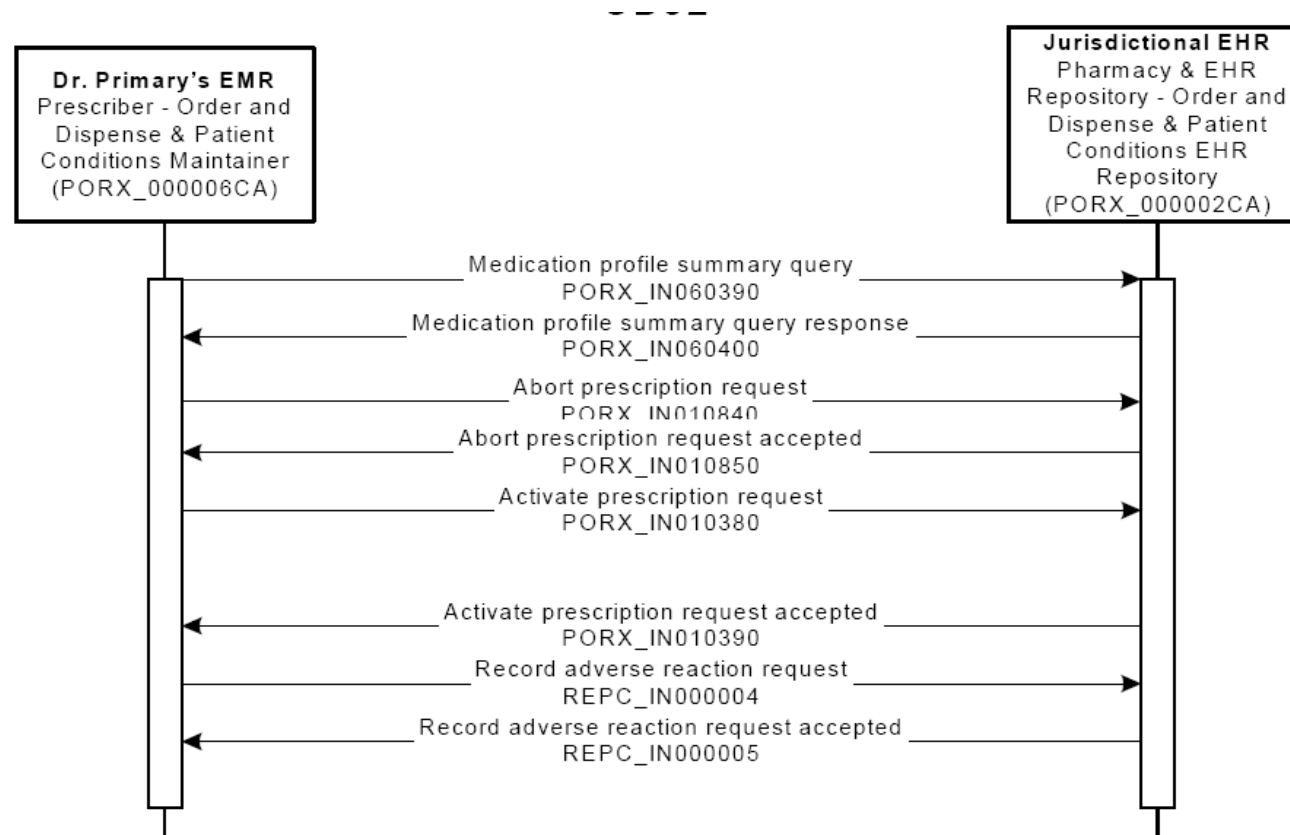 Dr. Primary's EMR
Prescriber - Order and
Dispense & Patient
Conditions Maintainer
(PORX_000006CA)
Jurisdictional EHR
Pharmacy & EHR
Repository - Order and
Dispense & Patient
Conditions EHR
Repository
(PORX_000002CA)
Medication profile summary query
PORX_IN060390
Medication profile summary query response
PORX_IN060400
Abort prescription request
PORX_IN010840
Abort prescription request accepted
PORX_IN010850
Activate prescription request
PORX_IN010380
Activate prescription request accepted
PORX_IN010390
Record adverse reaction request
REPC_IN000004
Record adverse reaction request accepted
REPC_IN000005